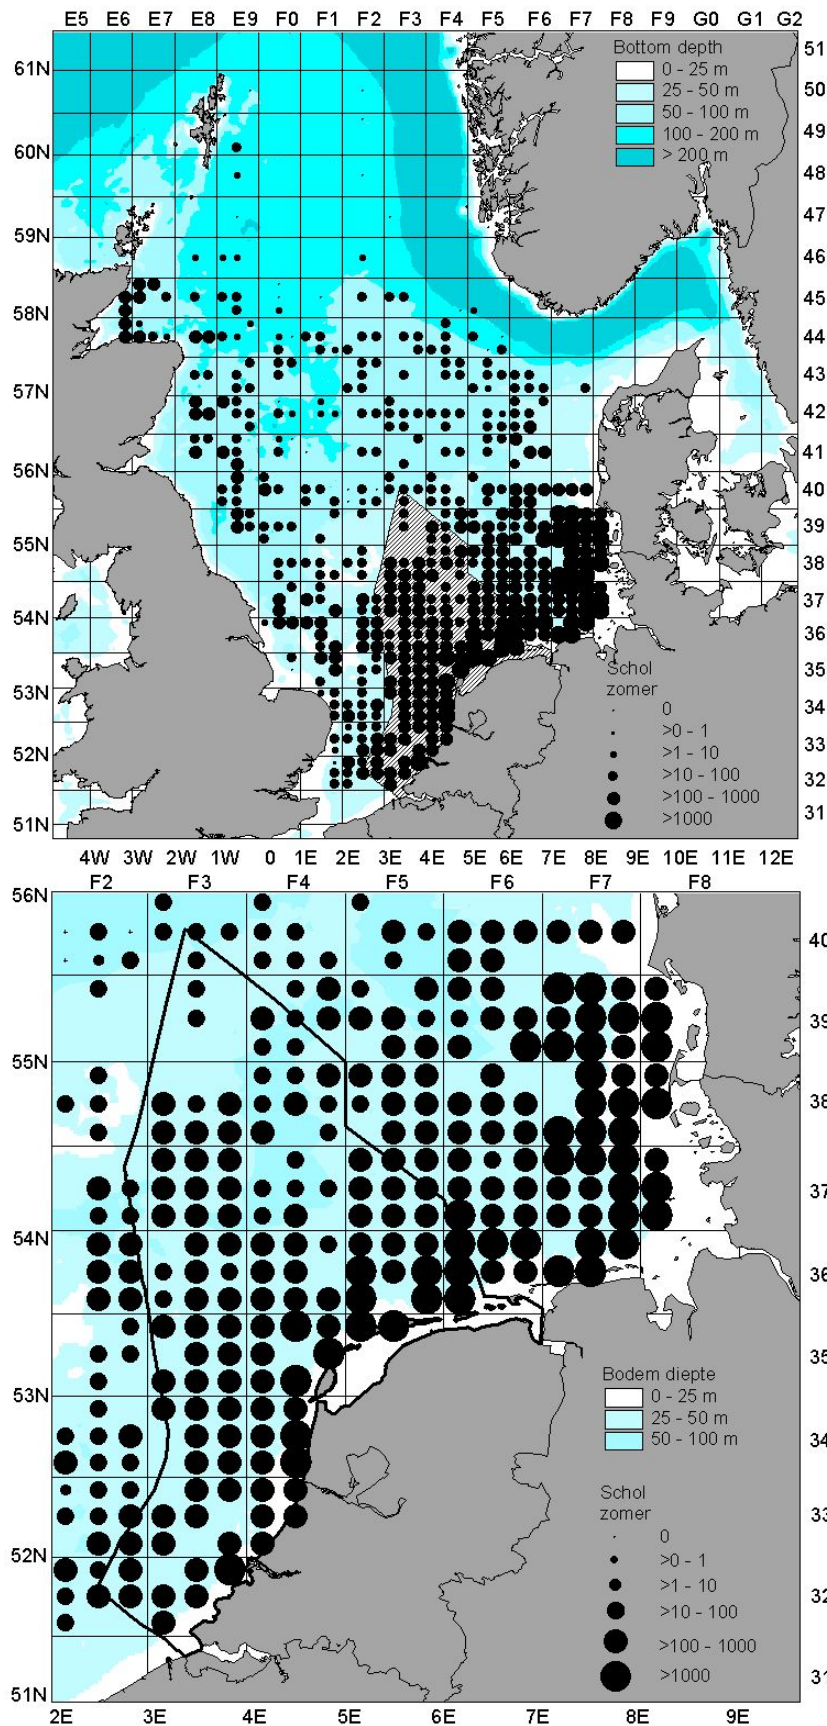 E5 E6 E7 E8 E9 F0 F1 F2 F3 F4 F5 F6 F7 F8 F9 G0 G1 G2
Bottom depth
0 - 25 m
25 - 50 m
50 - 100 m
100 - 200 m
> 200 m
61N
60N
59N
58N
57N
56N
55N
54N
53N
52N
51N
51
50
49
48
47
46
45
44
43
42
41
40
39
38
37
36
35
34
33
32
31
Schol
zomer
0
>0 - 1
>1 - 10
>10 - 100
>100 - 1000
>1000
4W 3W 2W 1W 0 1E 2E 3E 4E 5E 6E 7E 8E 9E 10E 11E 12E
F2 F3 F4 F5 F6 F7 F8
56N
55N
54N
53N
52N
51N
40
39
38
37
36
35
34
33
32
31
Bodem diepte
0 - 25 m
25 - 50 m
50 - 100 m
Schol
zomer
0
>0 - 1
>1 - 10
>10 - 100
>100 - 1000
>1000
2E 3E 4E 5E 6E 7E 9E